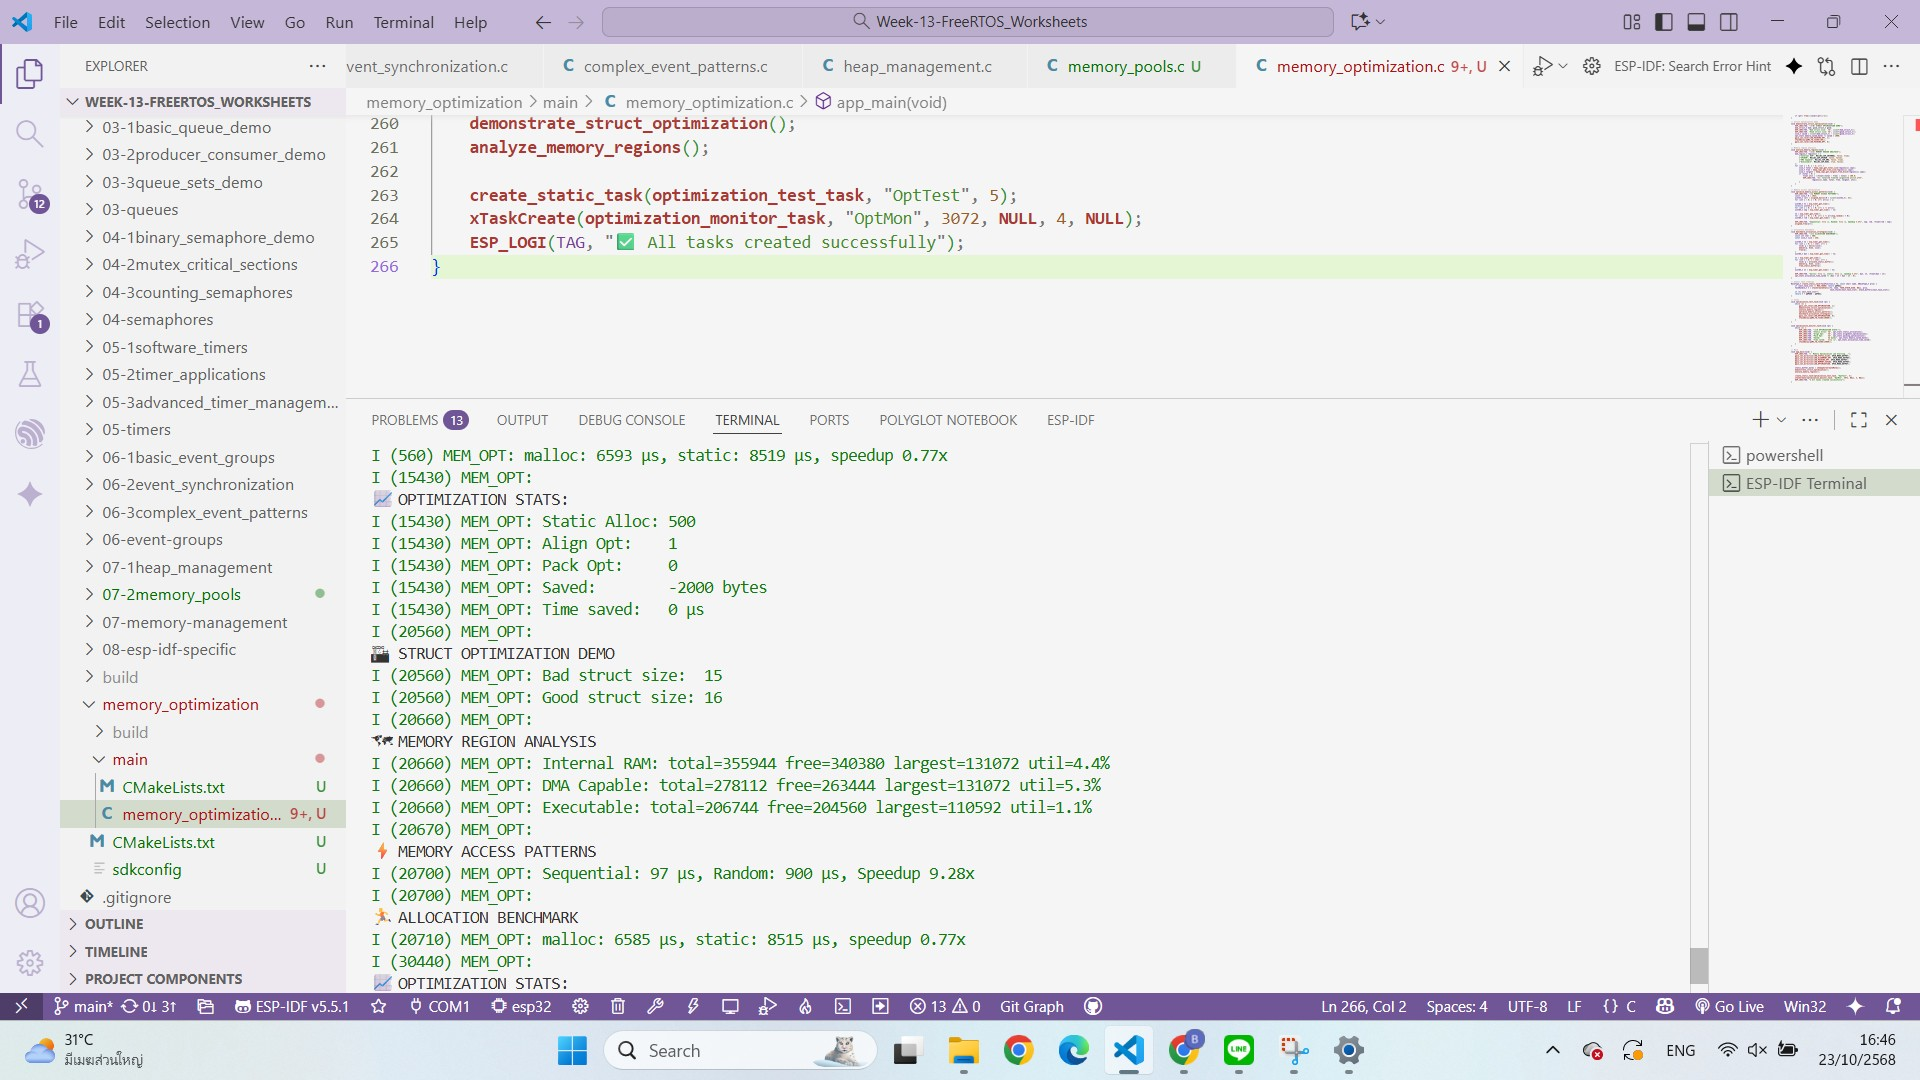 File Edit Selection View Go Run Terminal Help
Week-13-FreeRTOS_Worksheets
EXPLORER
WEEK-13-FREERTOS_WORKSHEETS
03-1basic_queue_demo
03-2producer_consumer_demo
03-3queue_sets_demo
03-queues
04-1binary_semaphore_demo
04-2mutex_critical_sections
04-3counting_semaphores
04-semaphores
05-1software_timers
05-2timer_applications
05-3advanced_timer_managem...
05-timers
06-1basic_event_groups
06-2event_synchronization
06-3complex_event_patterns
06-event-groups
07-1heap_management
07-2memory_pools
07-memory-management
08-esp-idf-specific
build
memory_optimization
build
main
CMakeLists.txt U
memory_optimizatio... 9+, U
CMakeLists.txt U
sdkconfig U
.gitignore
OUTLINE
TIMELINE
PROJECT COMPONENTS
12
1
vent_synchronization.c
complex_event_patterns.c
heap_management.c
memory_pools.c U
memory_optimization.c 9+, U
ESP-IDF: Search Error Hint
memory_optimization > main > C memory_optimization.c > app_main(void)
260 demonstrate_struct_optimization();
261 analyze_memory_regions();
262
263 create_static_task(optimization_test_task, "OptTest", 5);
264 xTaskCreate(optimization_monitor_task, "OptMon", 3072, NULL, 4, NULL);
265 ESP_LOGI(TAG, "✅ All tasks created successfully");
266 }
PROBLEMS 13 OUTPUT DEBUG CONSOLE TERMINAL PORTS POLYGLOT NOTEBOOK ESP-IDF
I (560) MEM_OPT: malloc: 6593 µs, static: 8519 µs, speedup 0.77x
I (15430) MEM_OPT:
📈 OPTIMIZATION STATS:
I (15430) MEM_OPT: Static Alloc: 500
I (15430) MEM_OPT: Align Opt: 1
I (15430) MEM_OPT: Pack Opt: 0
I (15430) MEM_OPT: Saved: -2000 bytes
I (15430) MEM_OPT: Time saved: 0 µs
I (20560) MEM_OPT:
🏭 STRUCT OPTIMIZATION DEMO
I (20560) MEM_OPT: Bad struct size: 15
I (20560) MEM_OPT: Good struct size: 16
I (20660) MEM_OPT:
🗺 MEMORY REGION ANALYSIS
I (20660) MEM_OPT: Internal RAM: total=355944 free=340380 largest=131072 util=4.4%
I (20660) MEM_OPT: DMA Capable: total=278112 free=263444 largest=131072 util=5.3%
I (20660) MEM_OPT: Executable: total=206744 free=204560 largest=110592 util=1.1%
I (20670) MEM_OPT:
⚡ MEMORY ACCESS PATTERNS
I (20700) MEM_OPT: Sequential: 97 µs, Random: 900 µs, Speedup 9.28x
I (20700) MEM_OPT:
🏃 ALLOCATION BENCHMARK
I (20710) MEM_OPT: malloc: 6585 µs, static: 8515 µs, speedup 0.77x
I (30440) MEM_OPT:
📈 OPTIMIZATION STATS:
powershell
ESP-IDF Terminal
main* 0↓ 3↑ ESP-IDF v5.5.1 COM1 esp32 13 0 Git Graph Ln 266, Col 2 Spaces: 4 UTF-8 LF {} C Go Live Win32
31°C
มีเมฆส่วนใหญ่
Search
ENG
16:46
23/10/2568